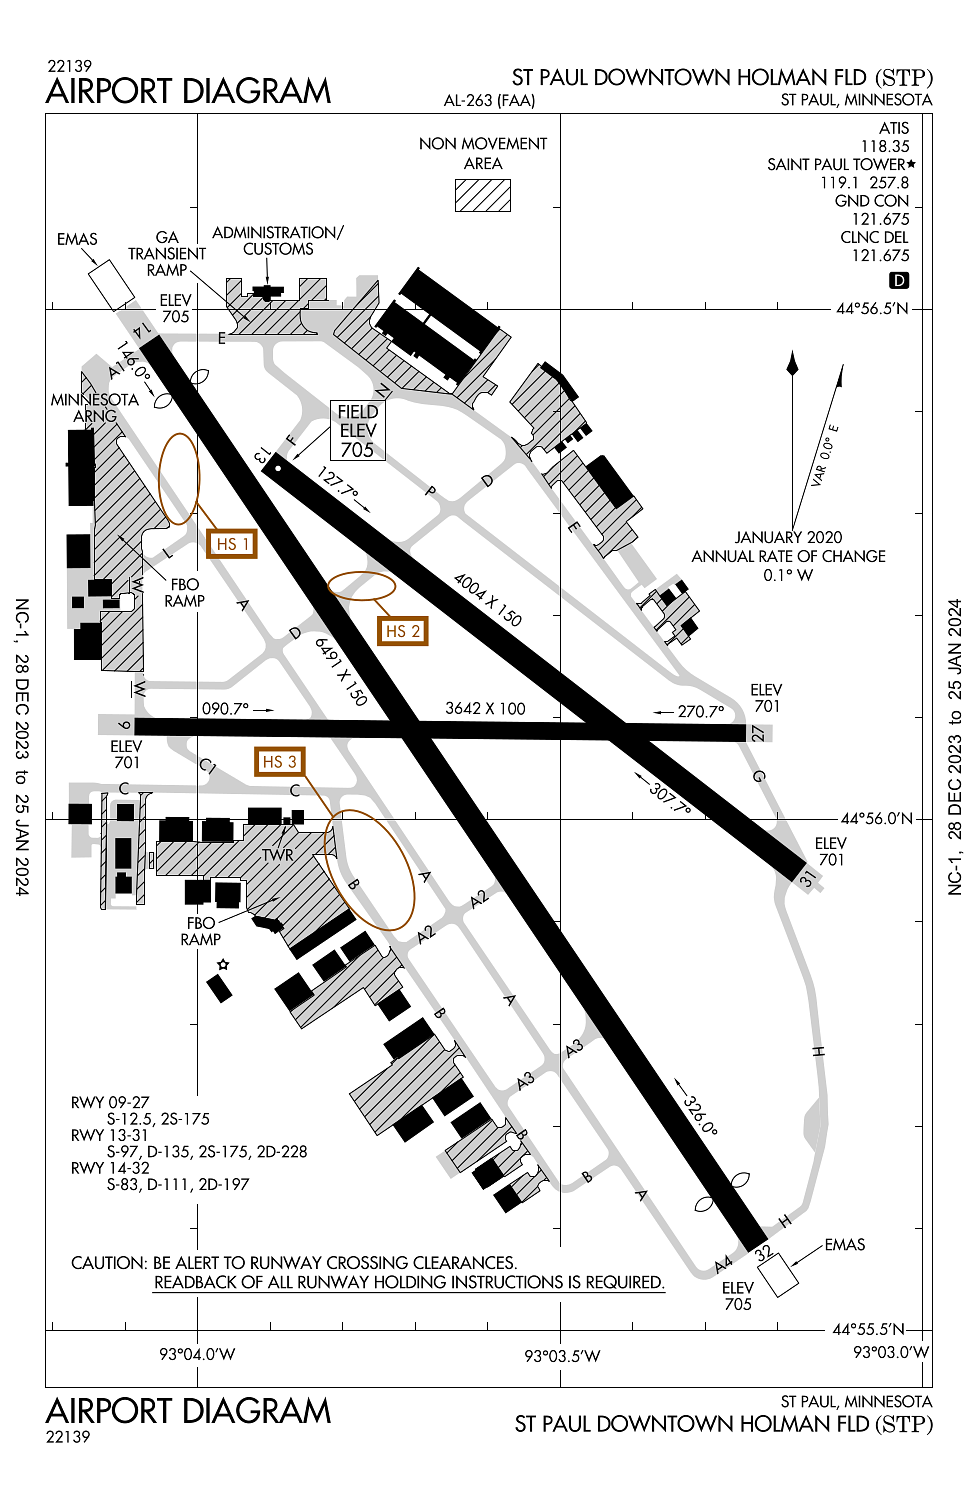 22139
AIRPORT DIAGRAM
AL-263 (FAA)
ST PAUL DOWNTOWN HOLMAN FLD (STP)
ST PAUL, MINNESOTA
NON MOVEMENT
AREA
ATIS
118.35
SAINT PAUL TOWER★
119.1 257.8
GND CON
121.675
CLNC DEL
121.675
D
EMAS
GA
TRANSIENT
RAMP
ADMINISTRATION/
CUSTOMS
ELEV
705
44°56.5'N
14
E
146.0°
A1
MINNESOTA
ARNG
N
FIELD
ELEV
705
F
13
127.7°
P
D
E
VAR 0.0° E
JANUARY 2020
ANNUAL RATE OF CHANGE
0.1° W
HS 1
L
FBO
RAMP
W
A
D
HS 2
4004 X 150
6491 X 150
W
090.7°
3642 X 100
270.7°
ELEV
701
9
27
ELEV
701
HS 3
C1
C
C
G
307.7°
44°56.0'N
TWR
ELEV
701
31
B
A
A2
A2
FBO
RAMP
B
A
A3
A3
H
326.0°
RWY 09-27
S-12.5, 2S-175
RWY 13-31
S-97, D-135, 2S-175, 2D-228
RWY 14-32
S-83, D-111, 2D-197
B
B
A
H
A4
32
EMAS
ELEV
705
CAUTION: BE ALERT TO RUNWAY CROSSING CLEARANCES.
READBACK OF ALL RUNWAY HOLDING INSTRUCTIONS IS REQUIRED.
44°55.5'N
93°04.0'W
93°03.5'W
93°03.0'W
NC-1, 28 DEC 2023 to 25 JAN 2024
NC-1, 28 DEC 2023 to 25 JAN 2024
AIRPORT DIAGRAM
22139
ST PAUL, MINNESOTA
ST PAUL DOWNTOWN HOLMAN FLD (STP)